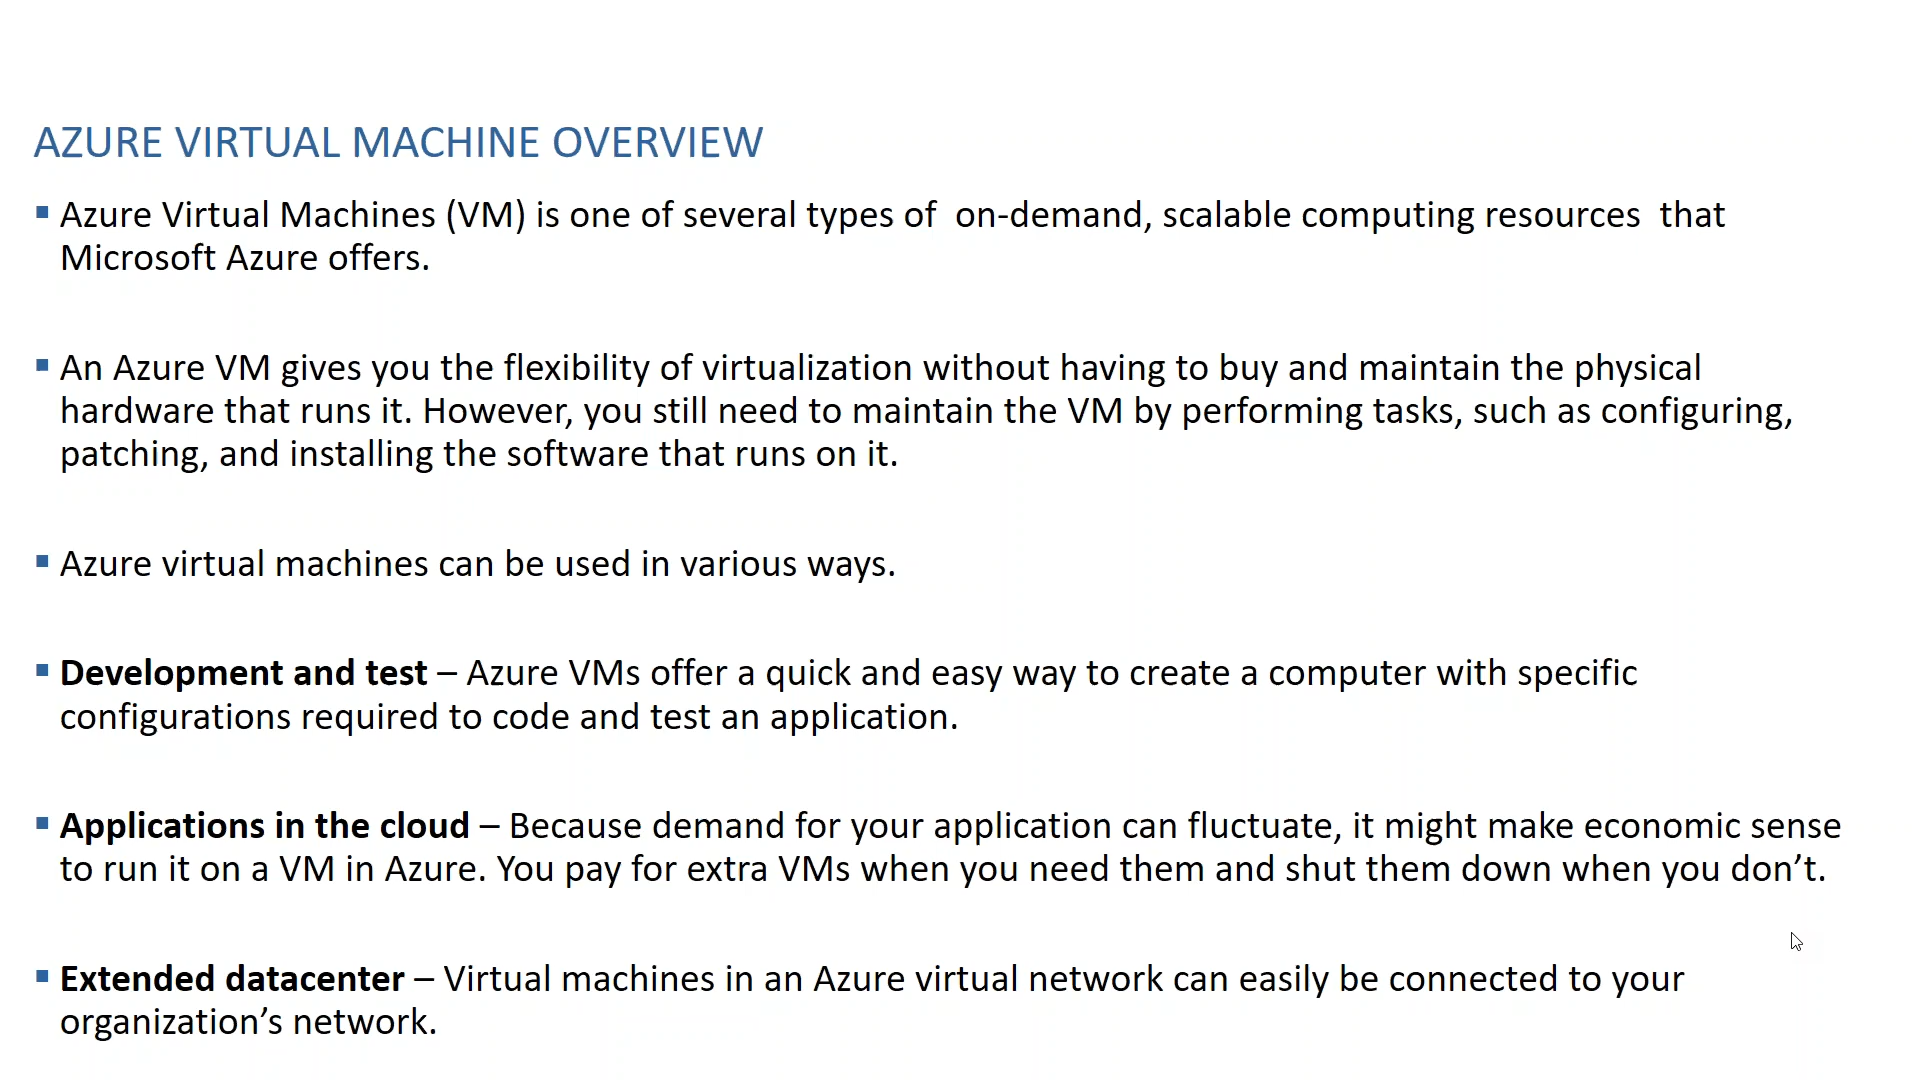 AZURE VIRTUAL MACHINE OVERVIEW
▪ Azure Virtual Machines (VM) is one of several types of  on-demand, scalable computing resources  that
Microsoft Azure offers.
▪ An Azure VM gives you the flexibility of virtualization without having to buy and maintain the physical
hardware that runs it. However, you still need to maintain the VM by performing tasks, such as configuring,
patching, and installing the software that runs on it.
▪ Azure virtual machines can be used in various ways.
▪ Development and test – Azure VMs offer a quick and easy way to create a computer with specific
configurations required to code and test an application.
▪ Applications in the cloud – Because demand for your application can fluctuate, it might make economic sense
to run it on a VM in Azure. You pay for extra VMs when you need them and shut them down when you don’t.
▪ Extended datacenter – Virtual machines in an Azure virtual network can easily be connected to your
organization’s network.